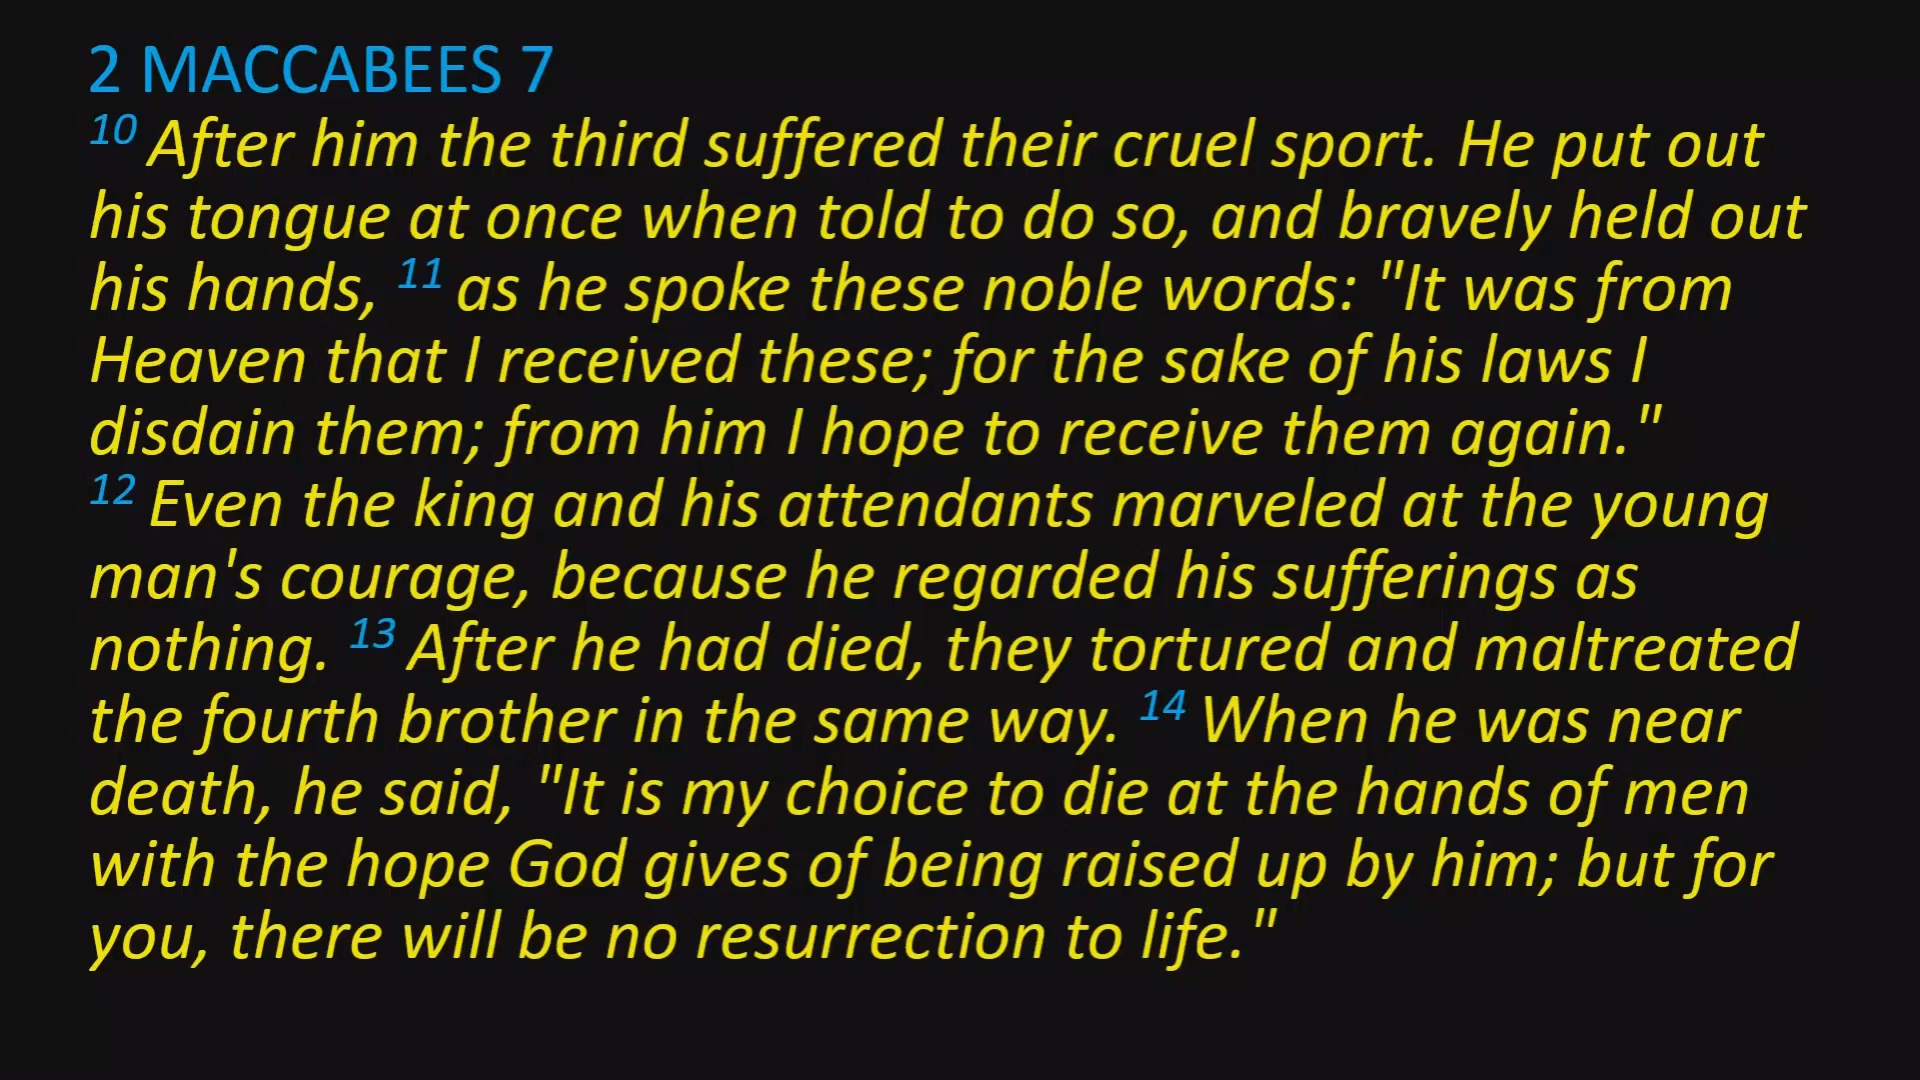 2 MACCABEES 7
10 After him the third suffered their cruel sport. He put out
his tongue at once when told to do so, and bravely held out
his hands, 11 as he spoke these noble words: "It was from
Heaven that I received these; for the sake of his laws I
disdain them; from him I hope to receive them again."
12 Even the king and his attendants marveled at the young
man's courage, because he regarded his sufferings as
nothing. 13 After he had died, they tortured and maltreated
the fourth brother in the same way. 14 When he was near
death, he said, "It is my choice to die at the hands of men
with the hope God gives of being raised up by him; but for
you, there will be no resurrection to life."